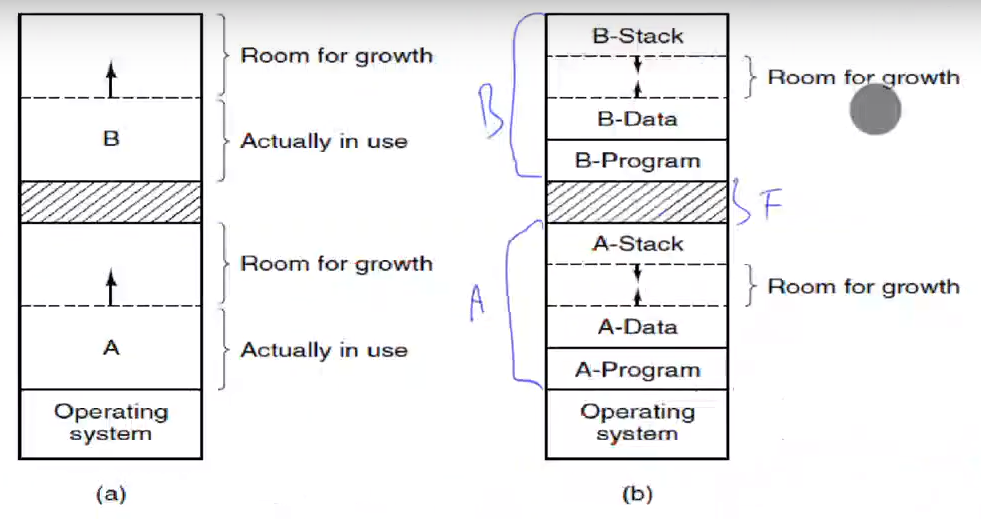 Room for growth
B
Actually in use
Room for growth
A
Actually in use
Operating
system
(a)
B
A
B-Stack
Room for growth
B-Data
B-Program
F
A-Stack
Room for growth
A-Data
A-Program
Operating
system
(b)